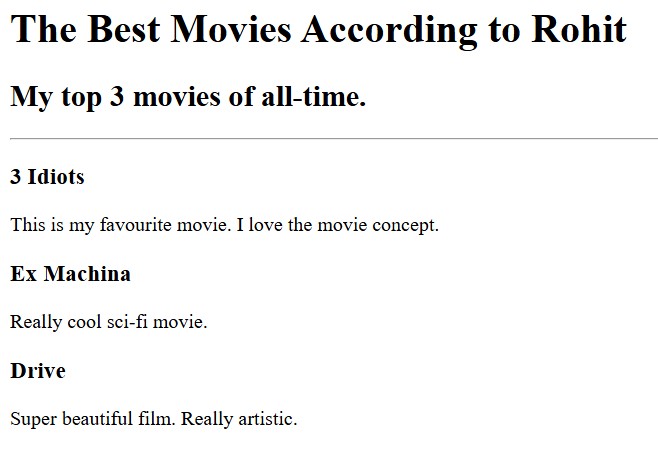 The Best Movies According to Rohit
My top 3 movies of all-time.
3 Idiots
This is my favourite movie. I love the movie concept.
Ex Machina
Really cool sci-fi movie.
Drive
Super beautiful film. Really artistic.